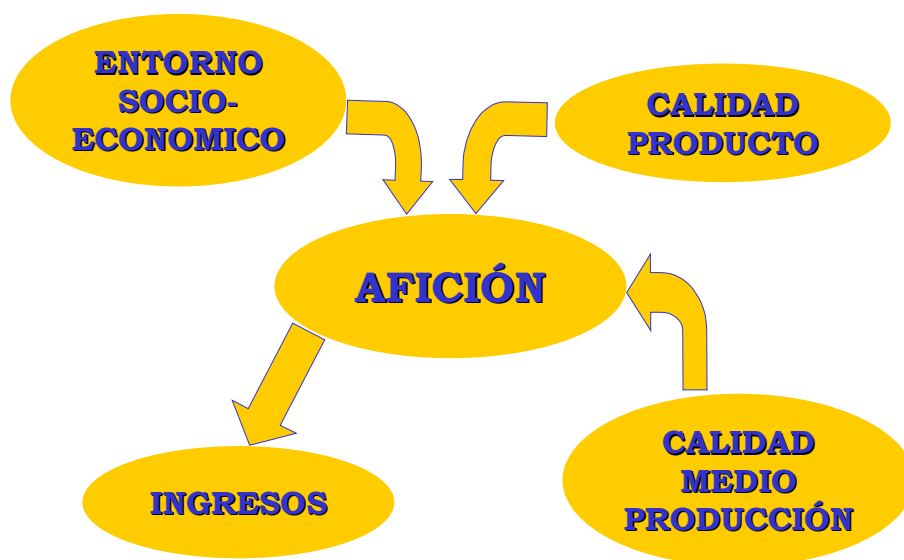 ENTORNO
SOCIO-
ECONOMICO
CALIDAD
PRODUCTO
AFICIÓN
CALIDAD
MEDIO
PRODUCCIÓN
INGRESOS